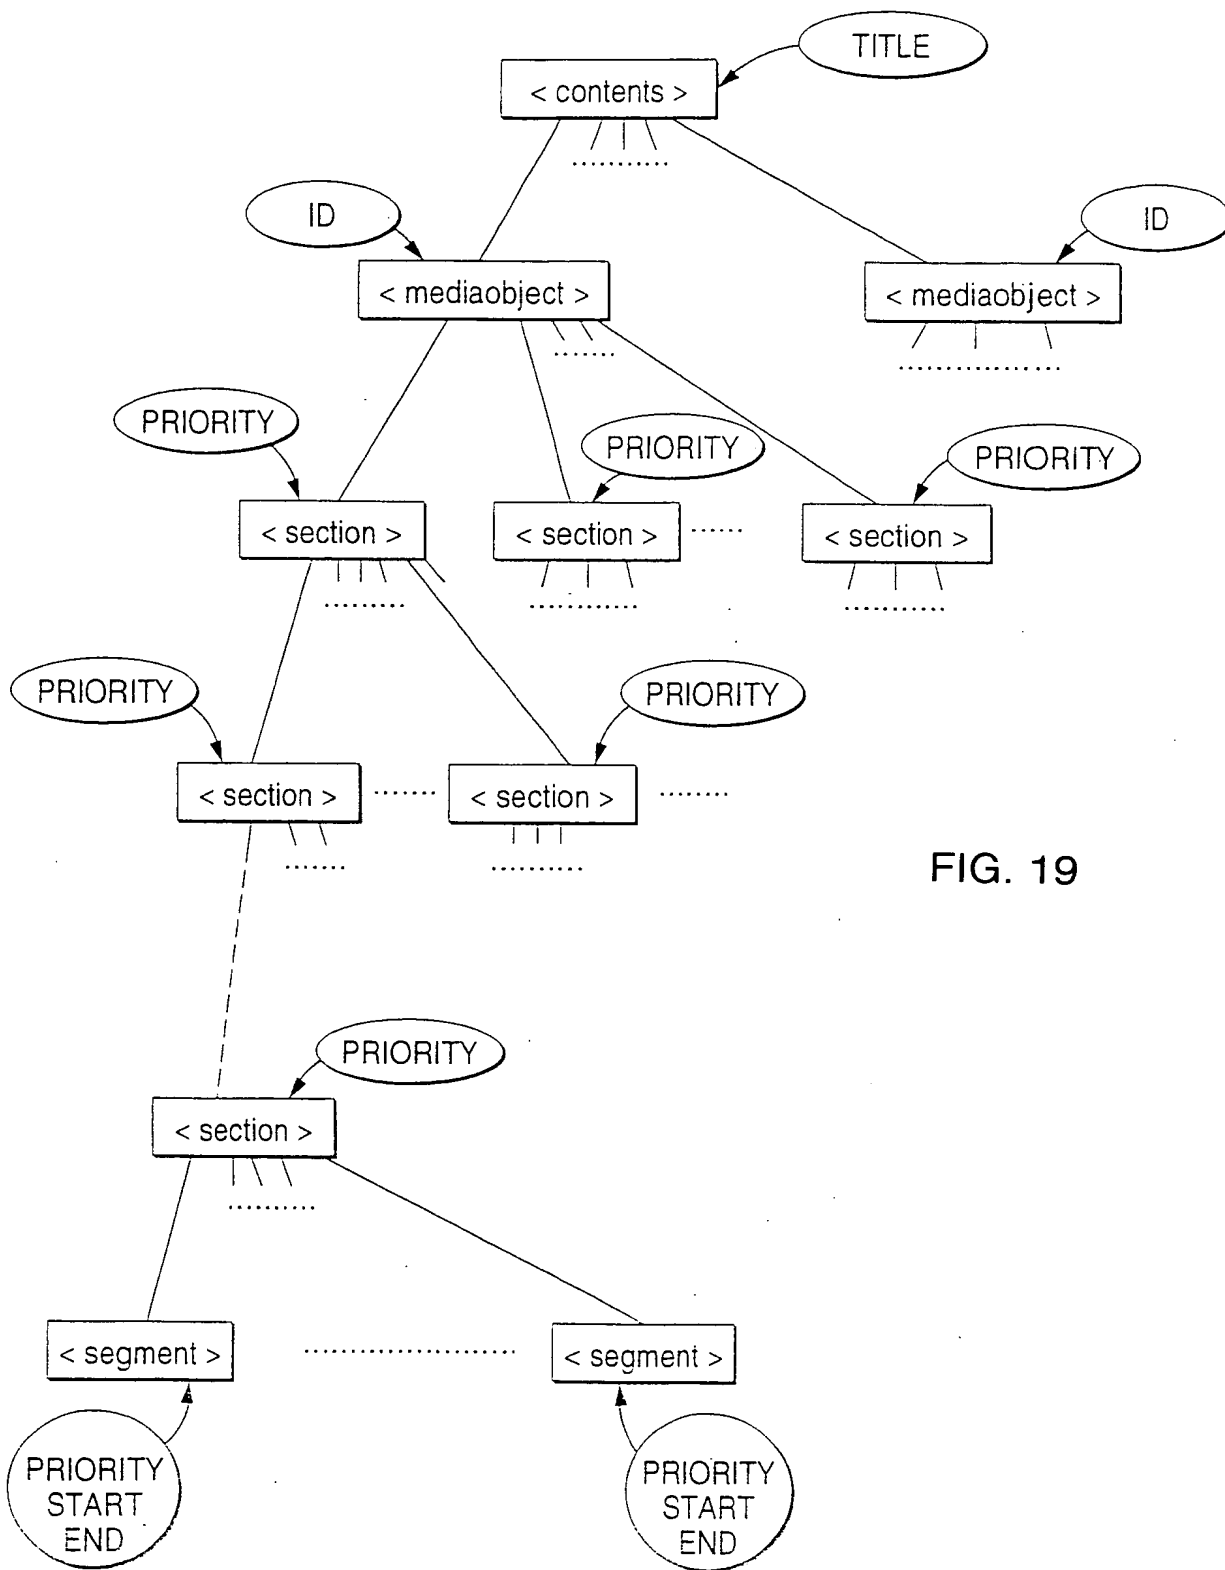 TITLE
< contents >
ID
ID
< mediaobject >
< mediaobject >
PRIORITY
PRIORITY
PRIORITY
< section >
< section >
< section >
PRIORITY
PRIORITY
< section >
< section >
FIG. 19
PRIORITY
< section >
< segment >
< segment >
PRIORITY
START
END
PRIORITY
START
END